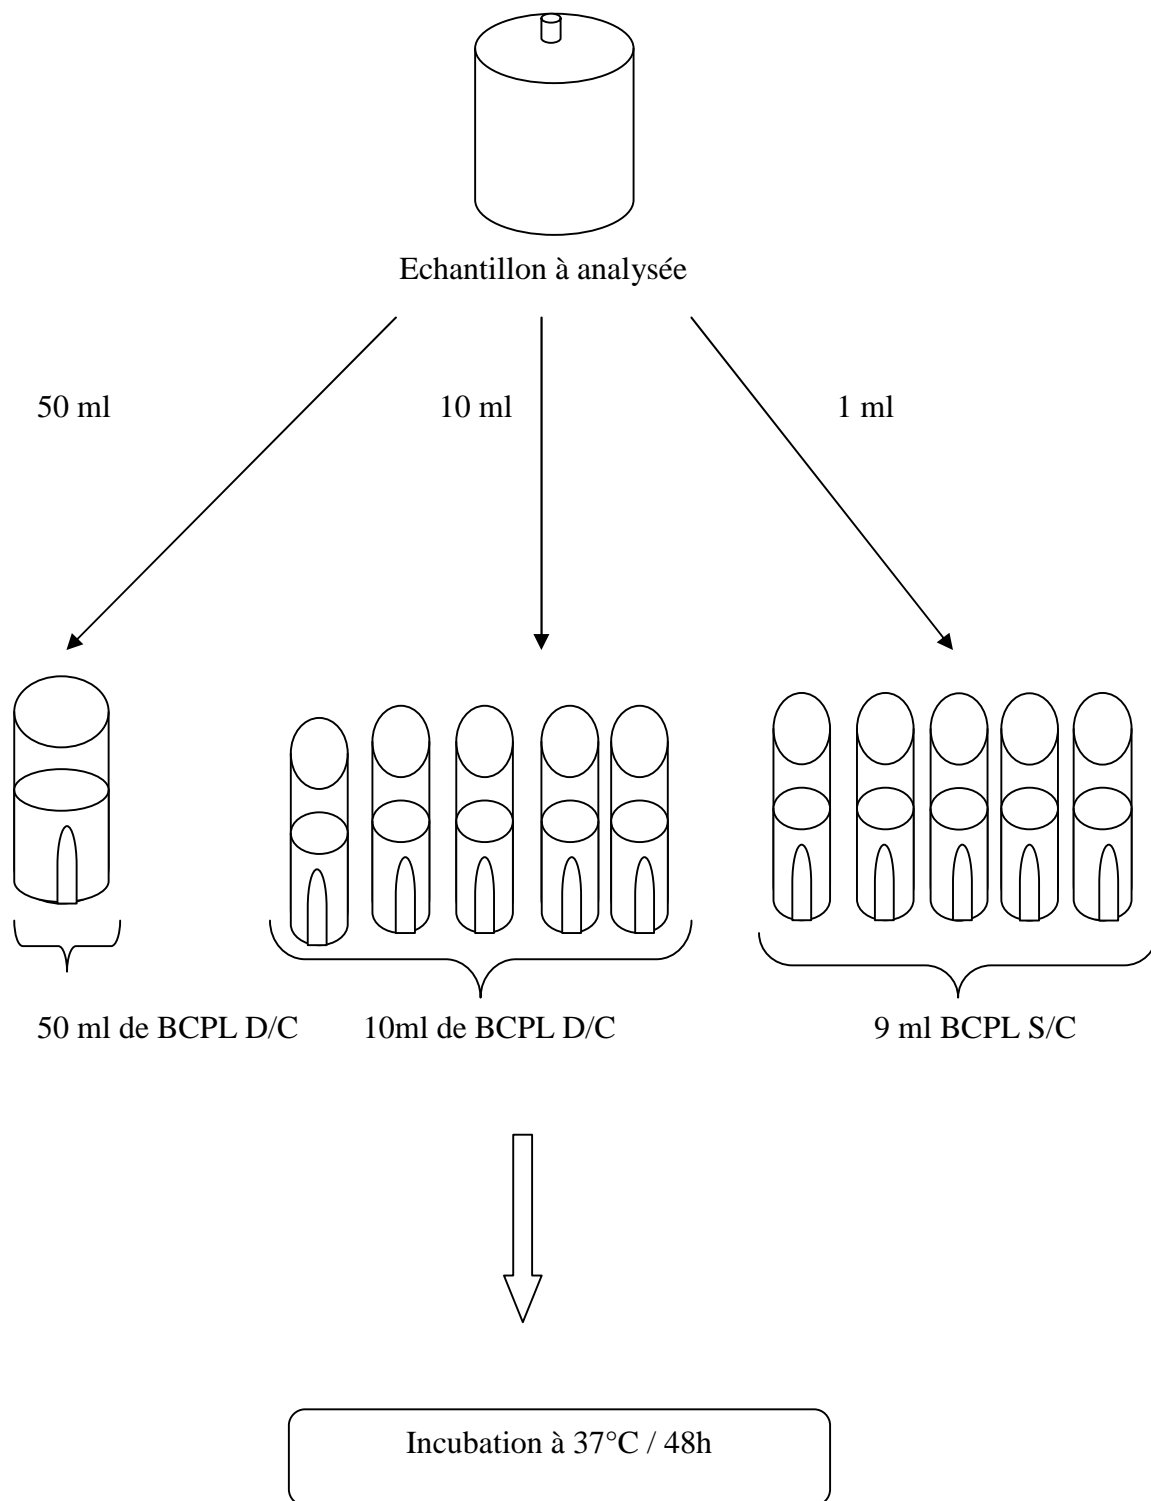 Echantillon à analysée
50 ml
10 ml
1 ml
50 ml de BCPL D/C
10ml de BCPL D/C
9 ml BCPL S/C
Incubation à 37°C / 48h